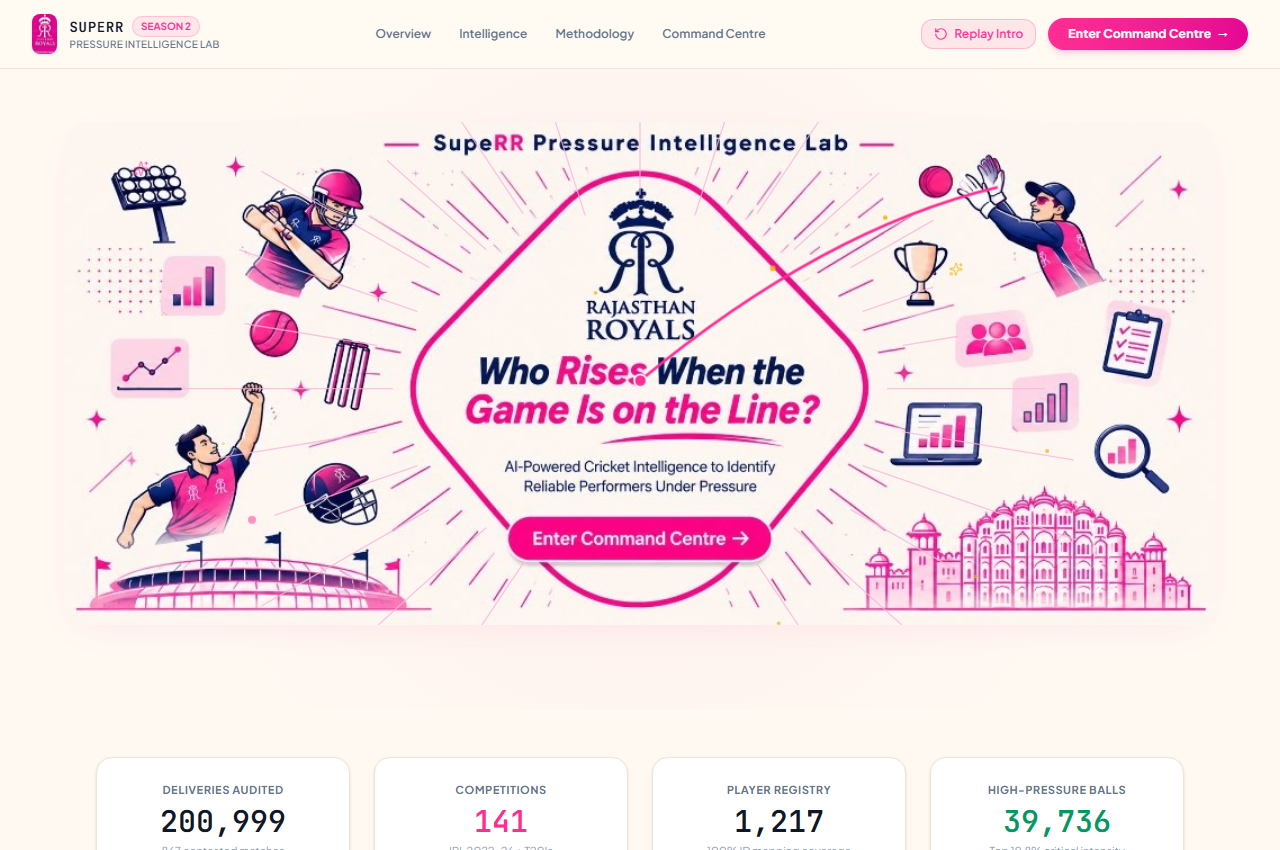 SUPERR SEASON 2
PRESSURE INTELLIGENCE LAB
Overview Intelligence Methodology Command Centre
Replay Intro
Enter Command Centre →
SupeRR Pressure Intelligence Lab
RAJASTHAN
ROYALS
Who Rises When the
Game Is on the Line?
AI-Powered Cricket Intelligence to Identify
Reliable Performers Under Pressure
Enter Command Centre →
DELIVERIES AUDITED
200,999
COMPETITIONS
141
PLAYER REGISTRY
1,217
HIGH-PRESSURE BALLS
39,736